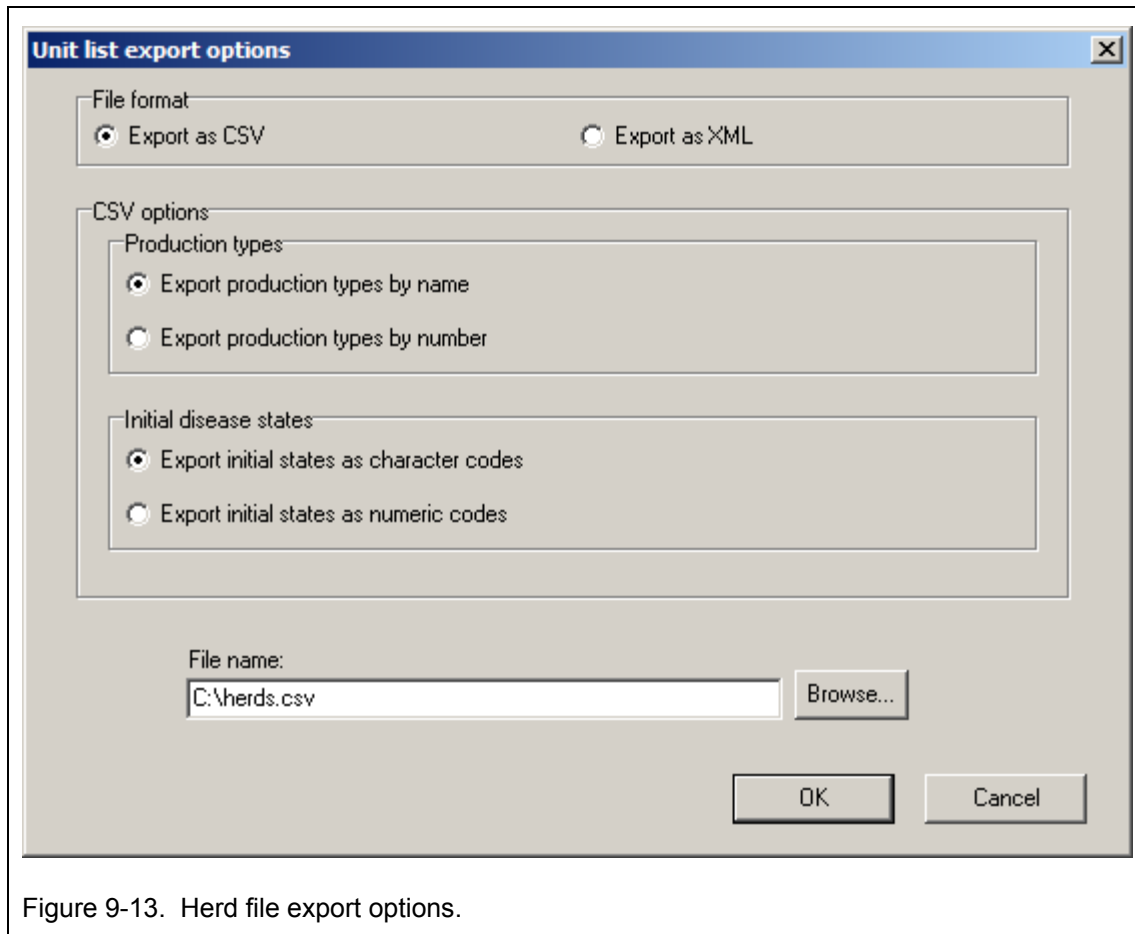 Unit list export options
File format
Export as CSV
Export as XML
CSV options
Production types
Export production types by name
Export production types by number
Initial disease states
Export initial states as character codes
Export initial states as numeric codes
File name:
C:\herds.csv
Browse...
OK
Cancel
Figure 9-13.  Herd file export options.